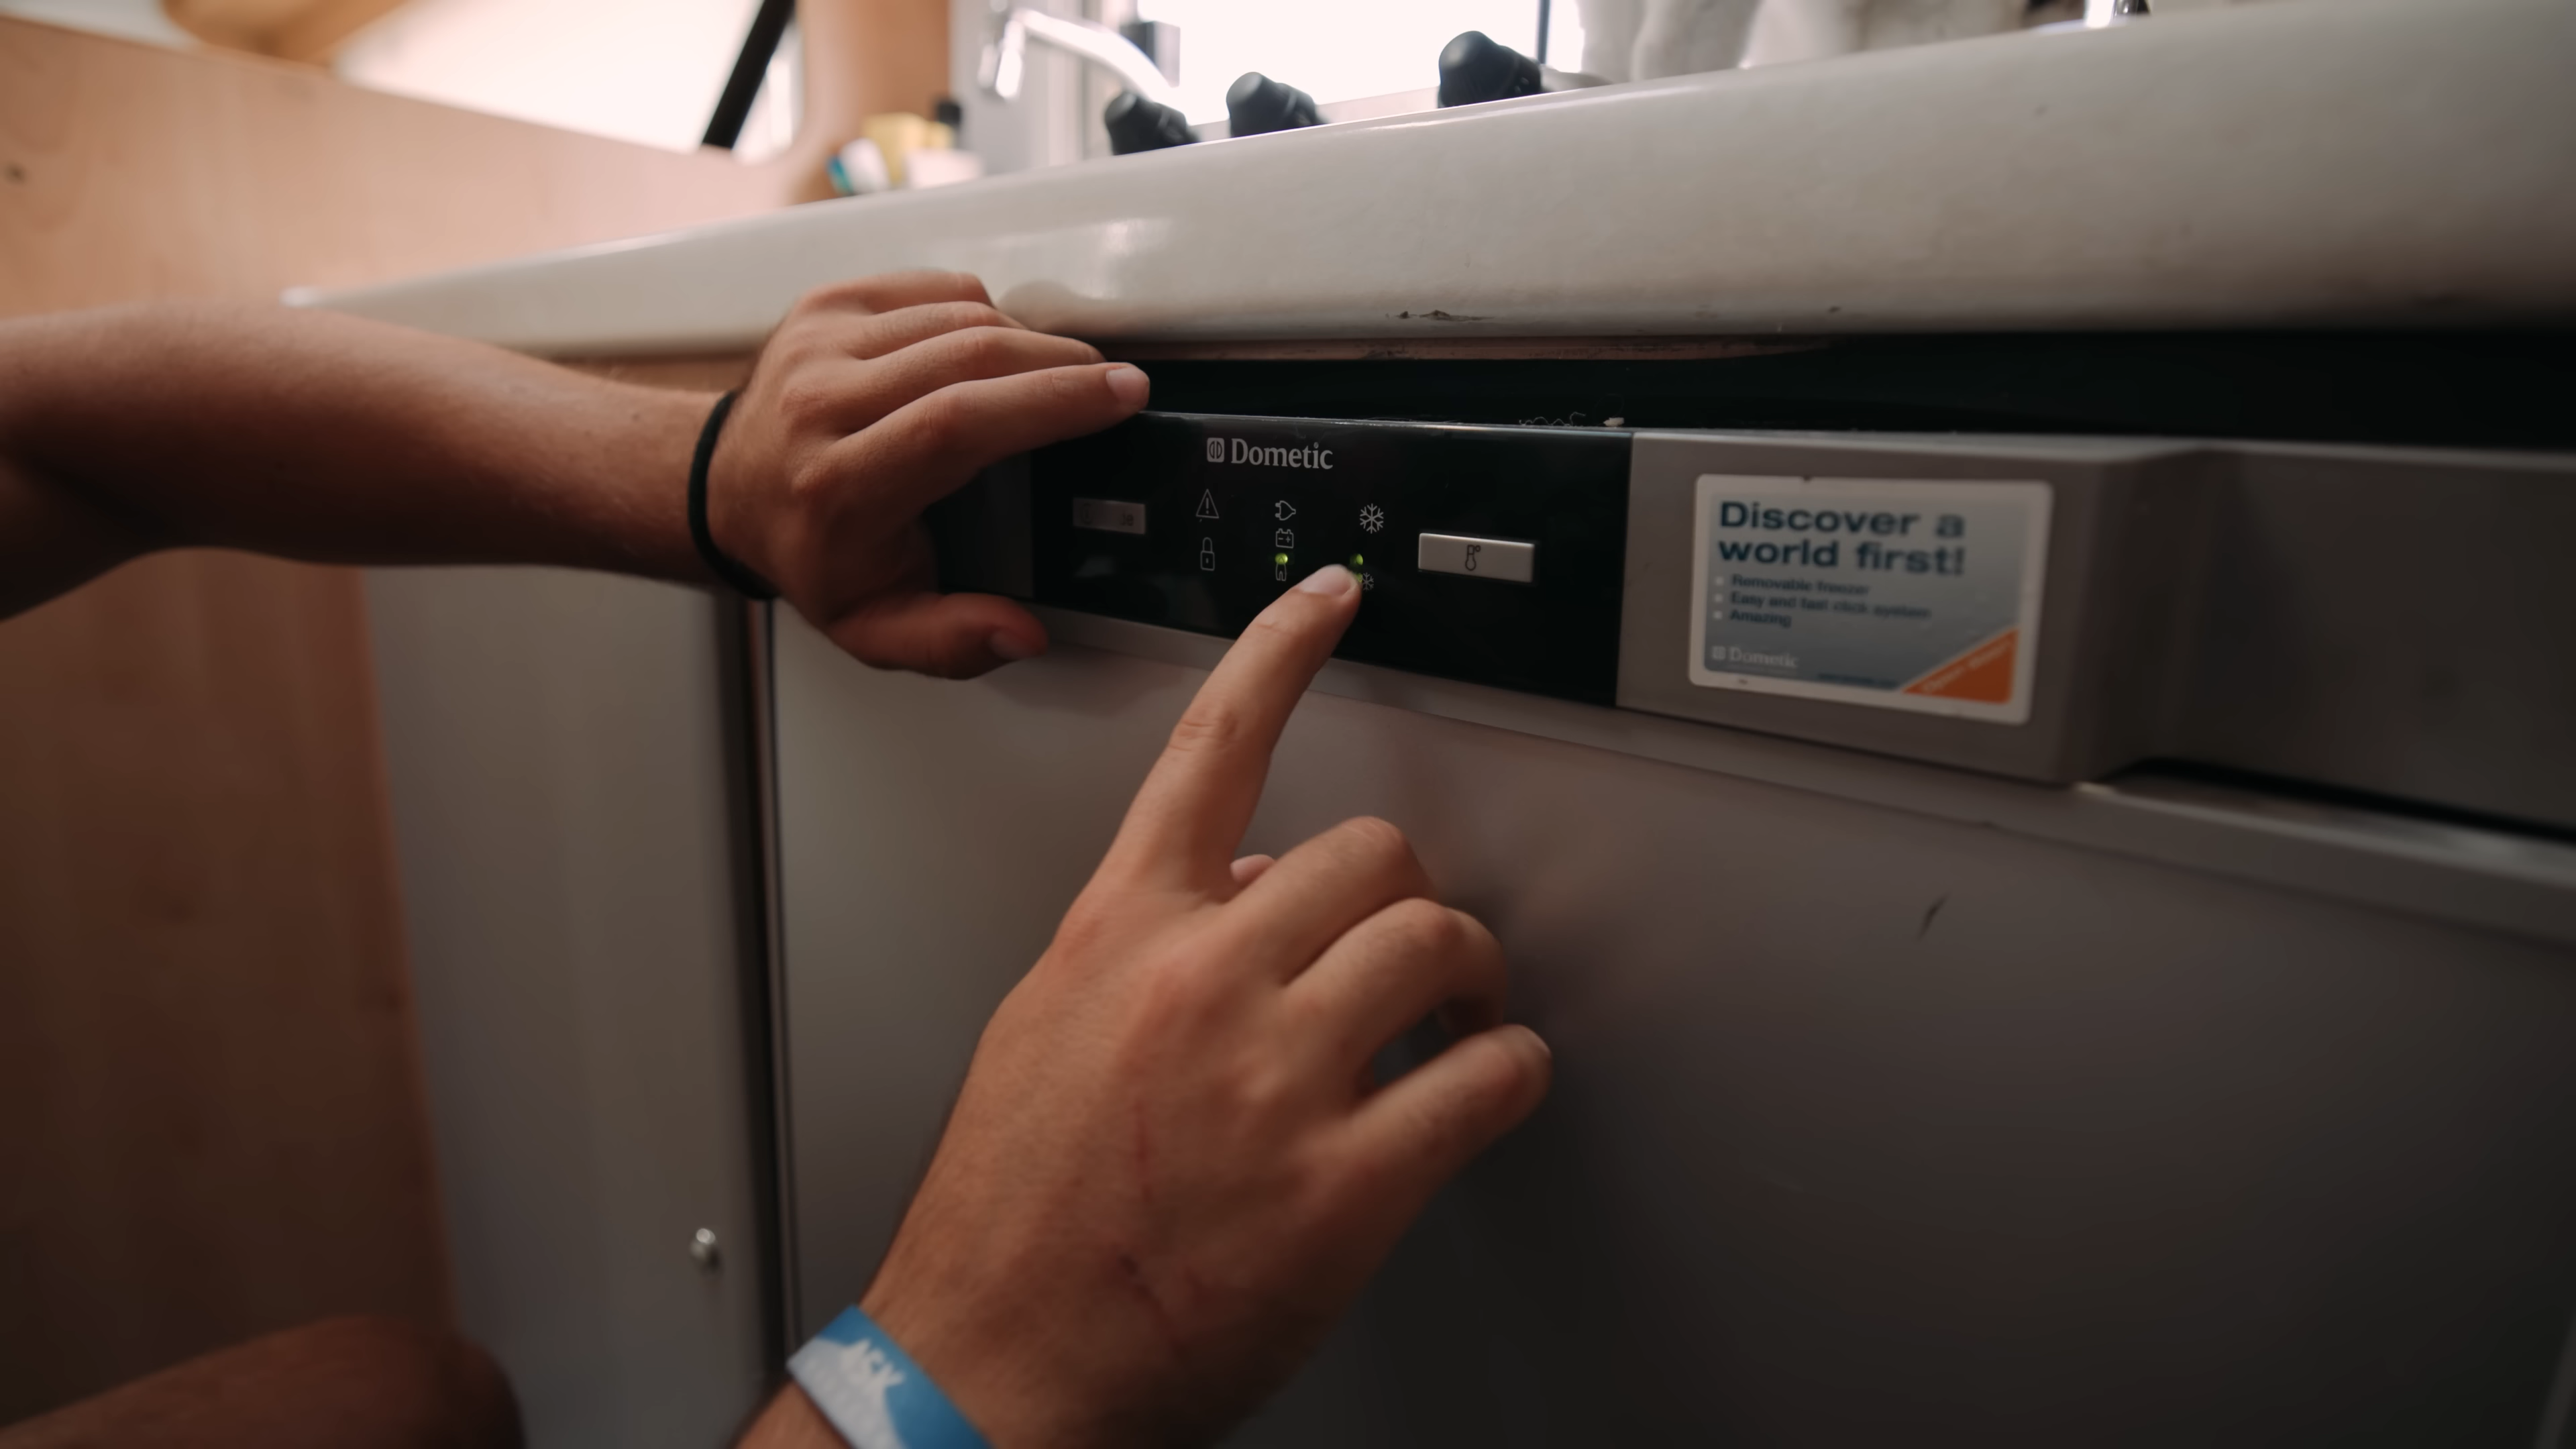 Dometic
Discover a
world first!
Removable freezer
Easy and fast click system
Amazing
Dometic